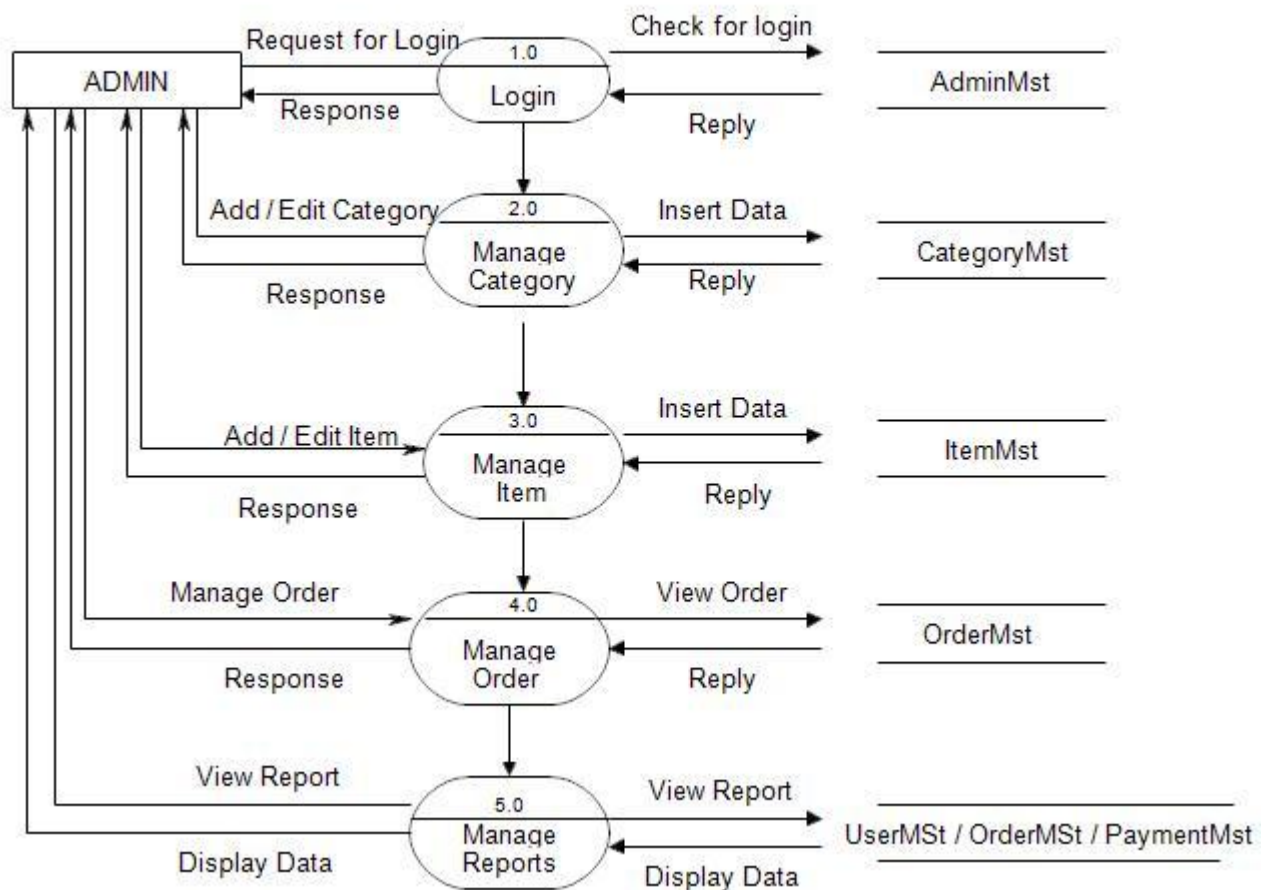 Request for Login
1.0
Check for login
ADMIN
Login
AdminMst
Response
Reply
Add / Edit Category
2.0
Insert Data
Manage
Category
CategoryMst
Response
Reply
Add / Edit Item
3.0
Insert Data
Manage
Item
ItemMst
Response
Reply
Manage Order
4.0
View Order
Manage
Order
OrderMst
Response
Reply
View Report
5.0
View Report
Manage
Reports
UserMSt / OrderMSt / PaymentMst
Display Data
Display Data